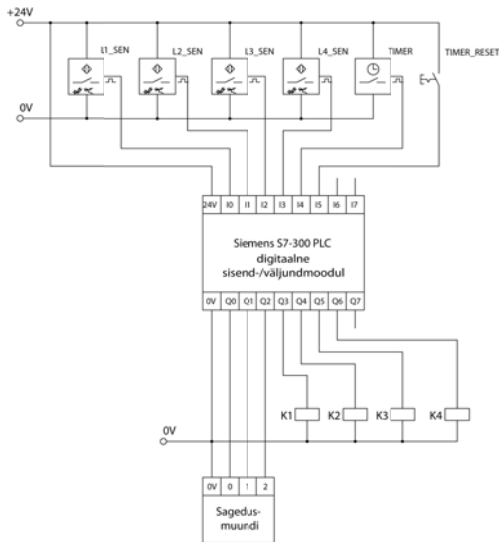 +24V
L1_SEN L2_SEN L3_SEN L4_SEN TIMER TIMER_RESET
0V
24V I0 I1 I2 I3 I4 I5 I6 I7
Siemens S7-300 PLC
digitaalne
sisend-/väljundmoodul
0V Q0 Q1 Q2 Q3 Q4 Q5 Q6 Q7
K1 K2 K3 K4
0V
0V 0 1 2
Sagedus-
muundi